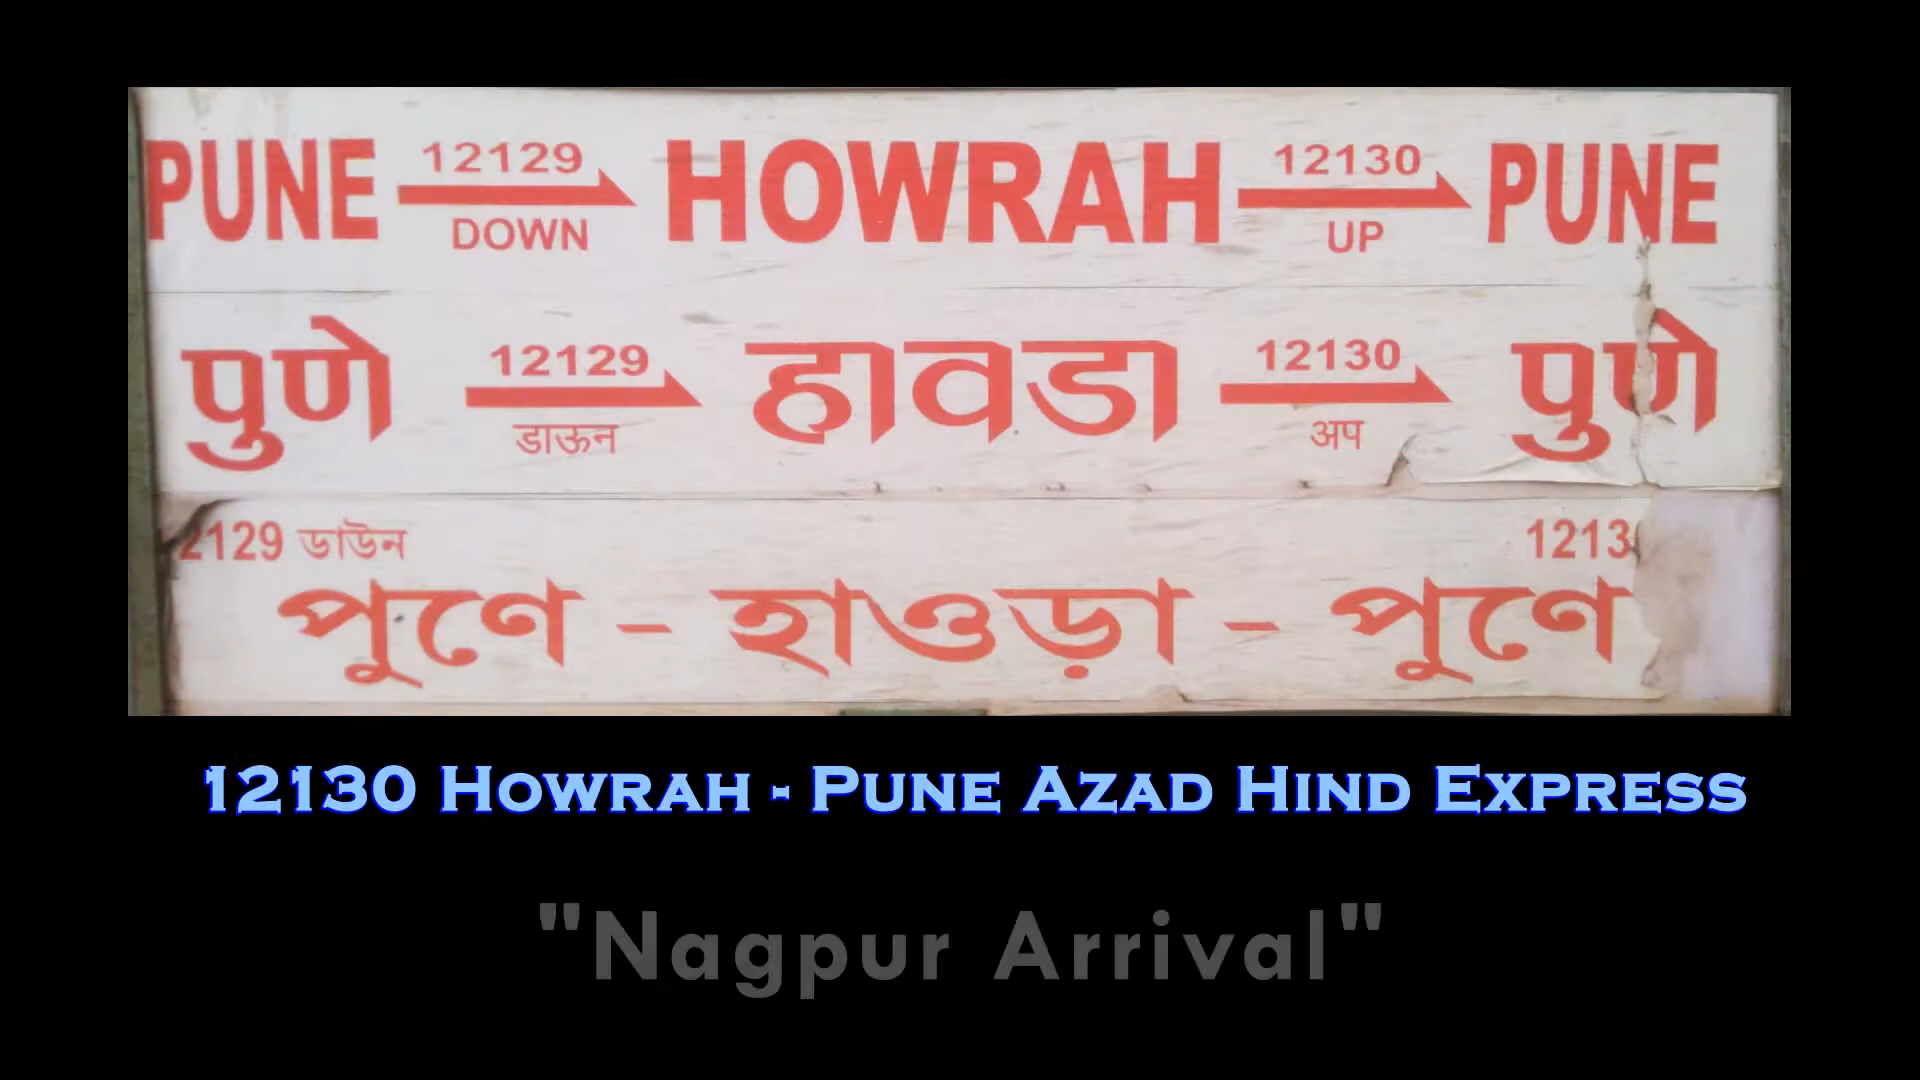 PUNE 12129 DOWN HOWRAH 12130 UP PUNE
पुणे 12129 डाऊन हावडा 12130 अप पुणे
2129 ডাউন 1213
পুণে - হাওড়া - পুণে
12130 Howrah - Pune Azad Hind Express
"Nagpur Arrival"